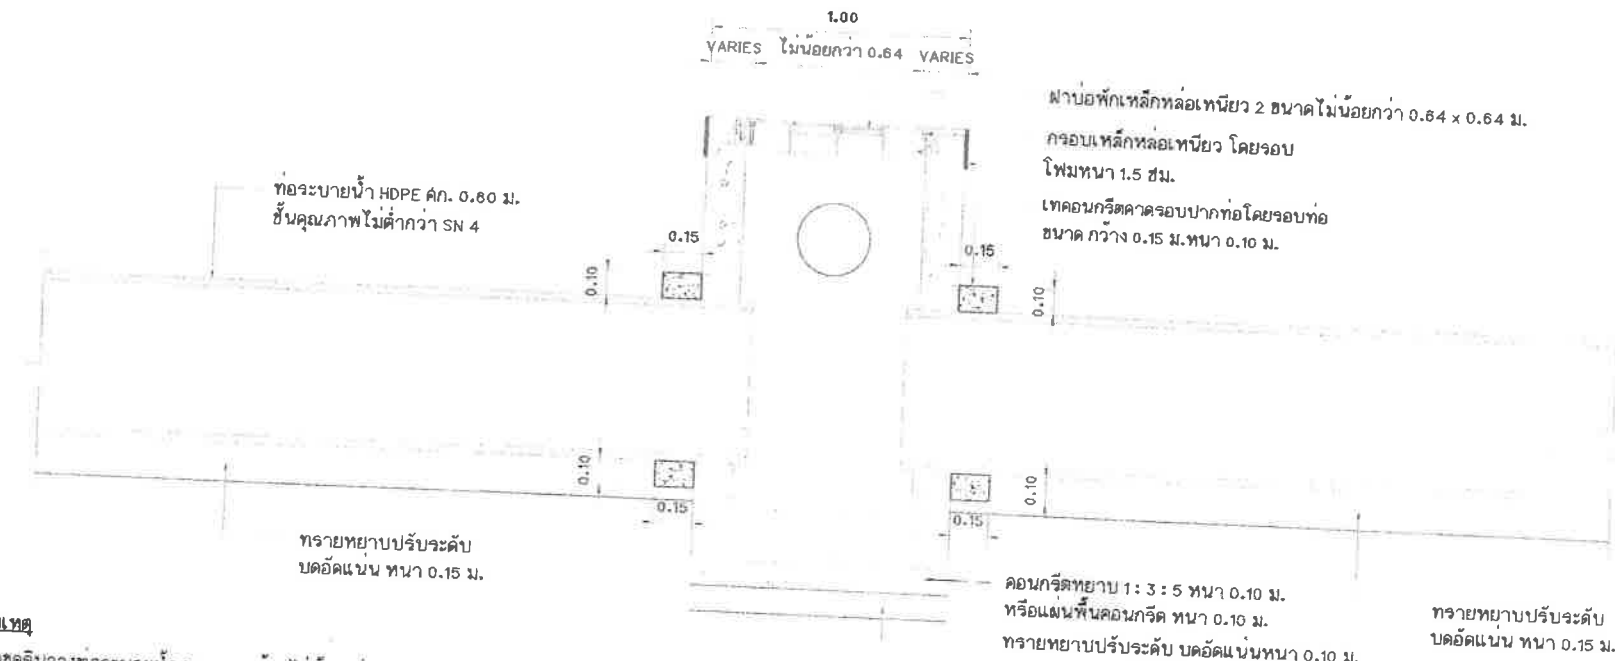 1.00
VARIES ไม่น้อยกว่า 0.64 VARIES
ฝาบ่อพักเหล็กหล่อเหนียว 2 ขนาดไม่น้อยกว่า 0.64 x 0.64 ม.
กรอบเหล็กหล่อเหนียว โดยรอบ
โฟมหนา 1.5 ซม.
เทคอนกรีตคาดรอบปากท่อโดยรอบท่อ
ขนาด กว้าง 0.15 ม.หนา 0.10 ม.
ท่อระบายน้ำ HDPE ศก. 0.60 ม.
ชั้นคุณภาพไม่ต่ำกว่า SN 4
0.15
0.15
0.10
0.10
0.10
0.10
0.15
0.15
ทรายหยาบปรับระดับ
บดอัดแน่น หนา 0.15 ม.
คอนกรีตหยาบ 1 : 3 : 5 หนา 0.10 ม.
หรือแผ่นพื้นคอนกรีต หนา 0.10 ม.
ทรายหยาบปรับระดับ บดอัดแน่นหนา 0.10 ม.
ทรายหยาบปรับระดับ
บดอัดแน่น หนา 0.15 ม.